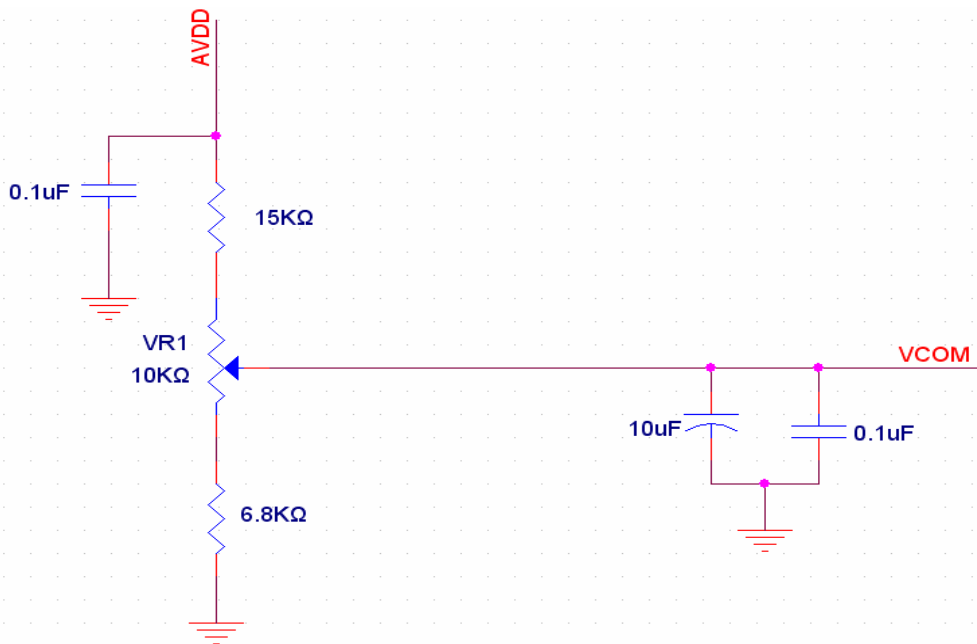 AVDD
0.1uF
15KΩ
VR1
10KΩ
VCOM
10uF
0.1uF
6.8KΩ